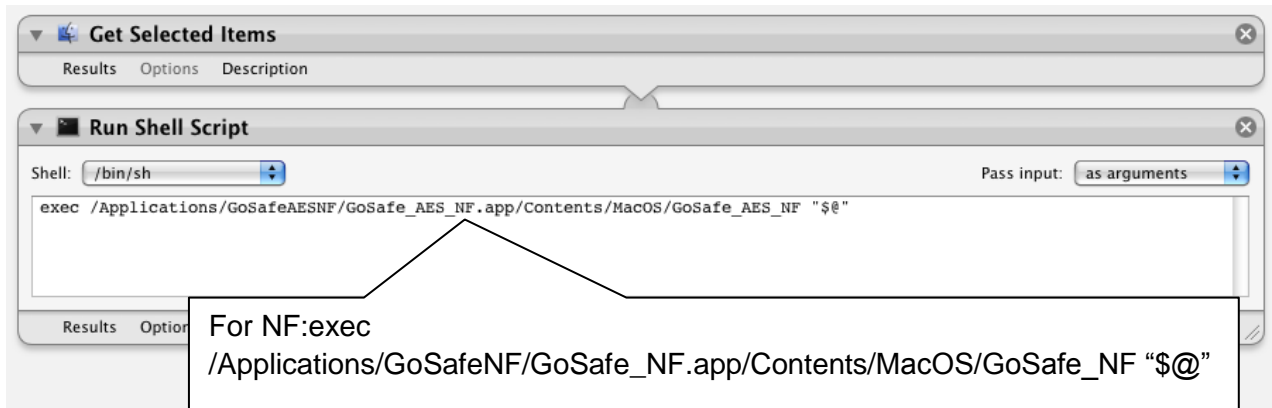 Get Selected Items
Results Options Description
Run Shell Script
Shell: /bin/sh Pass input: as arguments
exec /Applications/GoSafeAESNF/GoSafe_AES_NF.app/Contents/MacOS/GoSafe_AES_NF "$@"
Results
For NF:exec
/Applications/GoSafeNF/GoSafe_NF.app/Contents/MacOS/GoSafe_NF “$@”